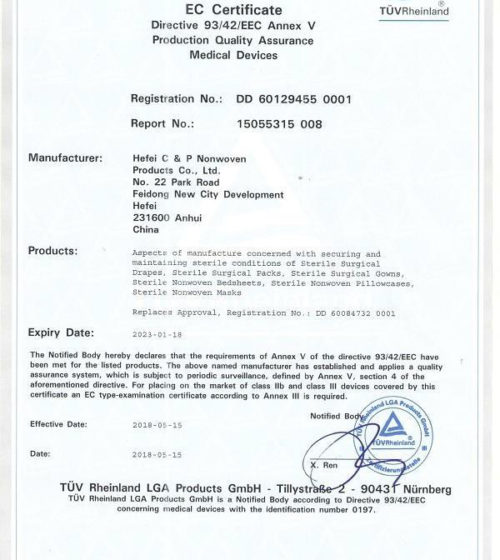 EC Certificate
Directive 93/42/EEC Annex V
Production Quality Assurance
Medical Devices
TÜVRheinland
®
Registration No.: DD 60129455 0001
Report No.: 15055315 008
Manufacturer: Hefei C & P Nonwoven
Products Co., Ltd.
No. 22 Park Road
Feidong New City Development
Hefei
231600 Anhui
China
Products: Aspects of manufacture concerned with securing and
maintaining sterile conditions of Sterile Surgical
Drapes, Sterile Surgical Packs, Sterile Surgical Gowns,
Sterile Nonwoven Bedsheets, Sterile Nonwoven Pillowcases,
Sterile Nonwoven Masks
Replaces Approval, Registration No.: DD 60084732 0001
Expiry Date: 2023-01-18
The Notified Body hereby declares that the requirements of Annex V of the directive 93/42/EEC have
been met for the listed products. The above named manufacturer has established and applies a quality
assurance system, which is subject to periodic surveillance, defined by Annex V, section 4 of the
aforementioned directive. For placing on the market of class IIb and class III devices covered by this
certificate an EC type-examination certificate according to Annex III is required.
Notified Body
Effective Date: 2018-05-15
TÜV Rheinland LGA Products GmbH
TÜVRheinland
Zertifizierungsstelle
Date: 2018-05-15
X. Ren
TÜV Rheinland LGA Products GmbH - Tillystraße 2 - 90431 Nürnberg
TÜV Rheinland LGA Products GmbH is a Notified Body according to Directive 93/42/EEC
concerning medical devices with the identification number 0197.